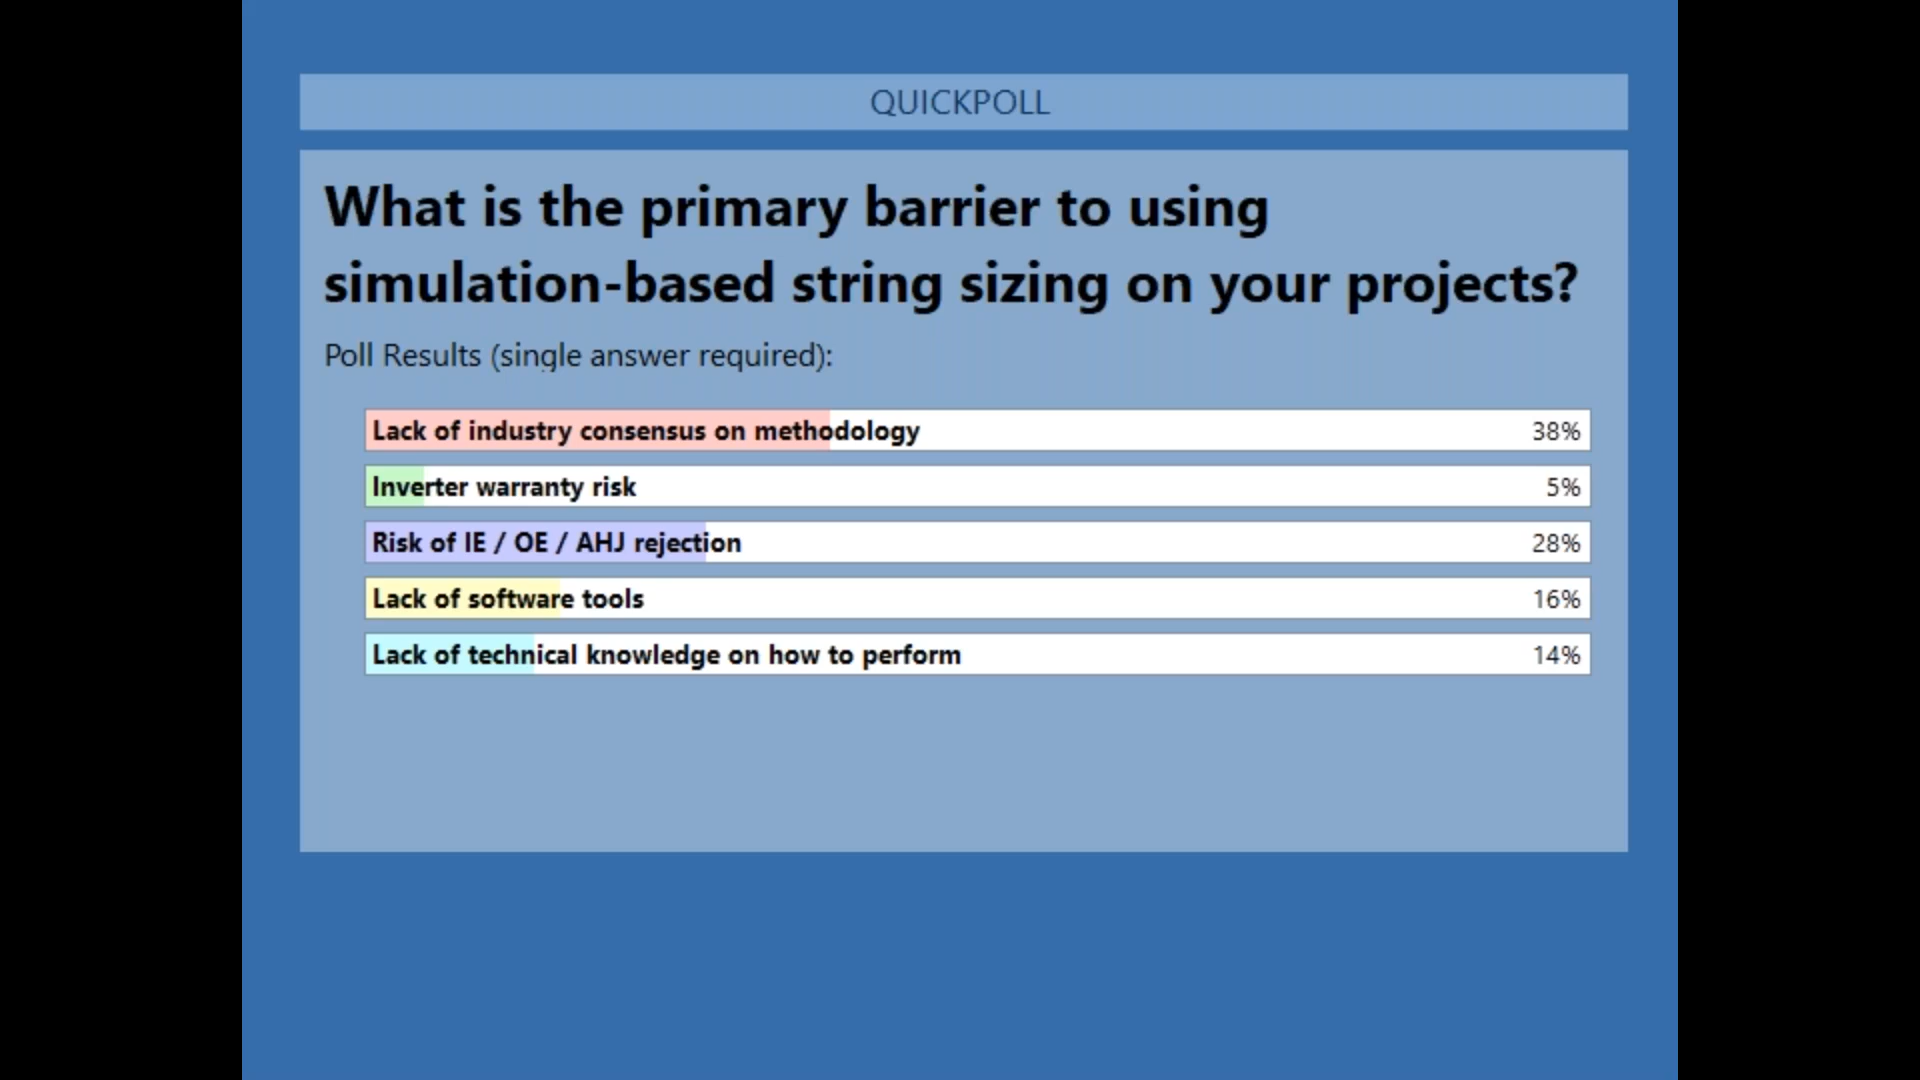 QUICKPOLL
What is the primary barrier to using
simulation-based string sizing on your projects?
Poll Results (single answer required):
Lack of industry consensus on methodology 38%
Inverter warranty risk 5%
Risk of IE / OE / AHJ rejection 28%
Lack of software tools 16%
Lack of technical knowledge on how to perform 14%